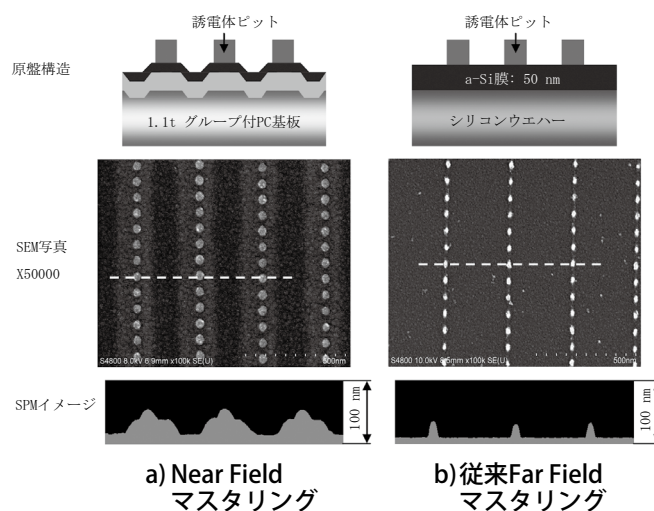 誘電体ピット
誘電体ピット
原盤構造
a-Si膜: 50 nm
1.1t グルーブ付PC基板
シリコンウエハー
SEM写真
X50000
S4800 8.0kV 6.9mm x100k SE(U)
500nm
S4800 10.0kV 8.5mm x100k SE(U)
500nm
SPMイメージ
100 nm
100 nm
a) Near Field
マスタリング
b) 従来Far Field
マスタリング